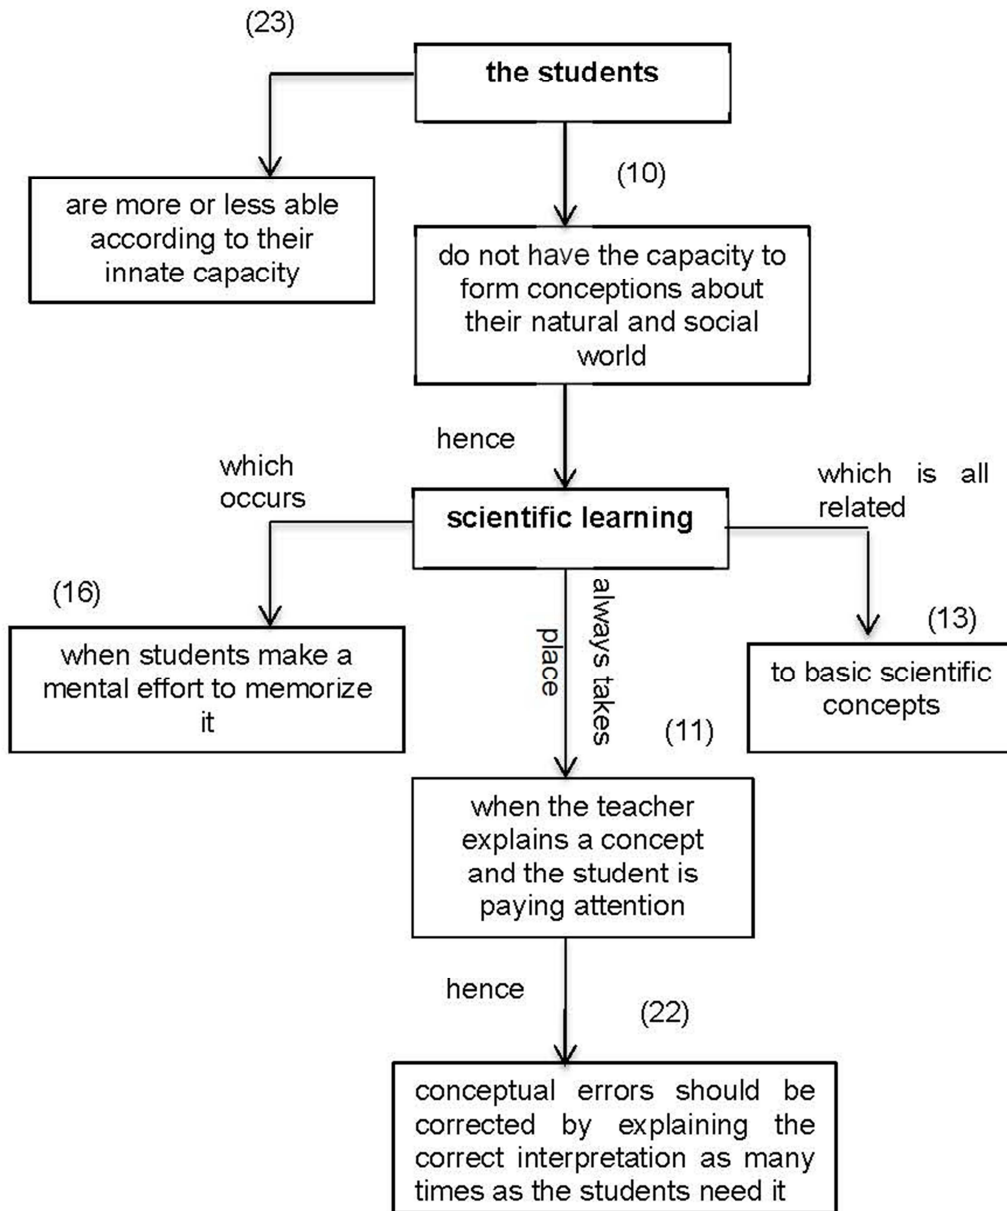 (23)
the students
(10)
are more or less able
according to their
innate capacity
do not have the capacity to
form conceptions about
their natural and social
world
hence
which
occurs
which is all
related
scientific learning
(16)
when students make a
mental effort to memorize
it
always takes
place
(13)
to basic scientific
concepts
(11)
when the teacher
explains a concept
and the student is
paying attention
hence
(22)
conceptual errors should be
corrected by explaining the
correct interpretation as many
times as the students need it